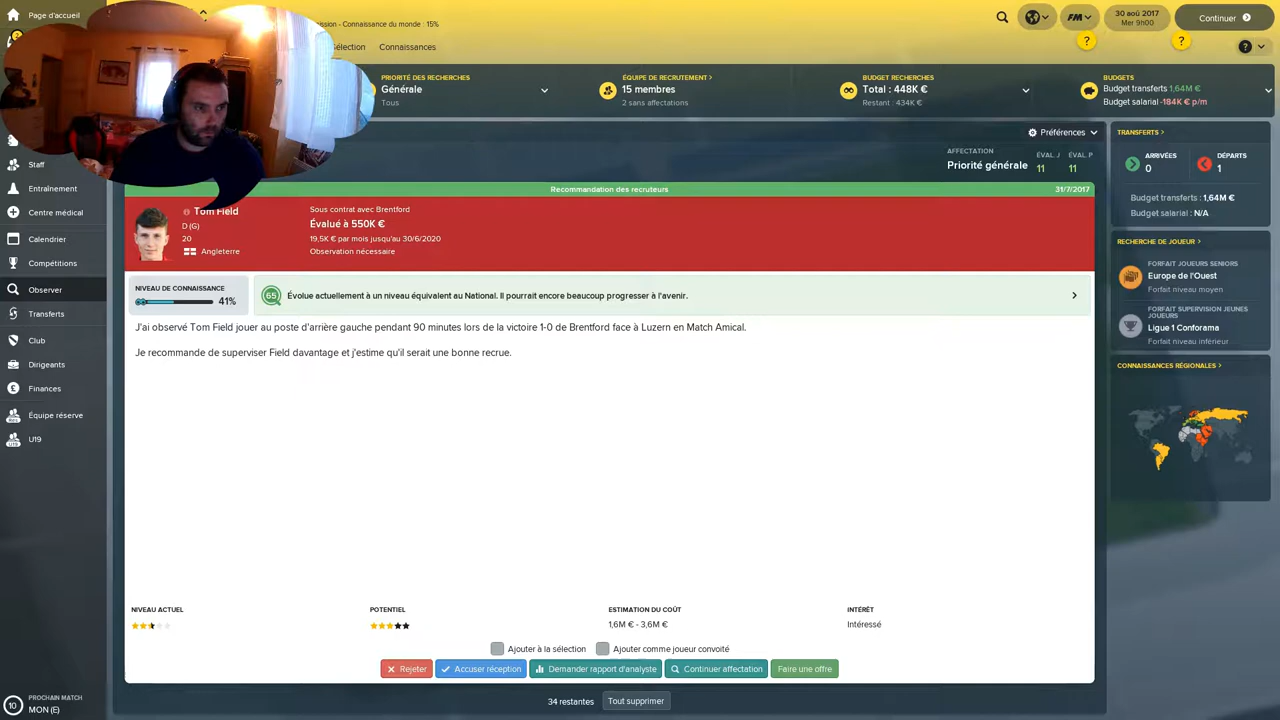 Page d'accueil
ission - Connaissance du monde : 15%
30 août 2017
Mer 9h00
Continuer
FM
élection
Connaissances
?
?
?
PRIORITÉ DES RECHERCHES
Générale
Tous
ÉQUIPE DE RECRUTEMENT >
15 membres
2 sans affectations
BUDGET RECHERCHES
Total : 448K €
Restant : 434K €
BUDGETS
Budget transferts 1,64M €
Budget salarial -184K € p/m
Préférences
AFFECTATION
Priorité générale
ÉVAL. J
11
ÉVAL. P
11
Staff
Entraînement
Centre médical
Calendrier
Compétitions
Observer
Transferts
Club
Dirigeants
Finances
Équipe réserve
U19
10
PROCHAIN MATCH
MON (E)
Recommandation des recruteurs
31/7/2017
Tom Field
D (G)
20
Angleterre
Sous contrat avec Brentford
Évalué à 550K €
19,5K € par mois jusqu'au 30/6/2020
Observation nécessaire
NIVEAU DE CONNAISSANCE
41%
65
Évolue actuellement à un niveau équivalent au National. Il pourrait encore beaucoup progresser à l'avenir.
J'ai observé Tom Field jouer au poste d'arrière gauche pendant 90 minutes lors de la victoire 1-0 de Brentford face à Luzern en Match Amical.
Je recommande de superviser Field davantage et j'estime qu'il serait une bonne recrue.
NIVEAU ACTUEL
POTENTIEL
ESTIMATION DU COÛT
1,6M € - 3,6M €
INTÉRÊT
Intéressé
Ajouter à la sélection
Ajouter comme joueur convoité
Rejeter
Accuser réception
Demander rapport d'analyste
Continuer affectation
Faire une offre
34 restantes
Tout supprimer
TRANSFERTS >
ARRIVÉES
0
DÉPARTS
1
Budget transferts : 1,64M €
Budget salarial : N/A
RECHERCHE DE JOUEUR >
FORFAIT JOUEURS SENIORS
Europe de l'Ouest
Forfait niveau moyen
FORFAIT SUPERVISION JEUNES
JOUEURS
Ligue 1 Conforama
Forfait niveau inférieur
CONNAISSANCES RÉGIONALES >